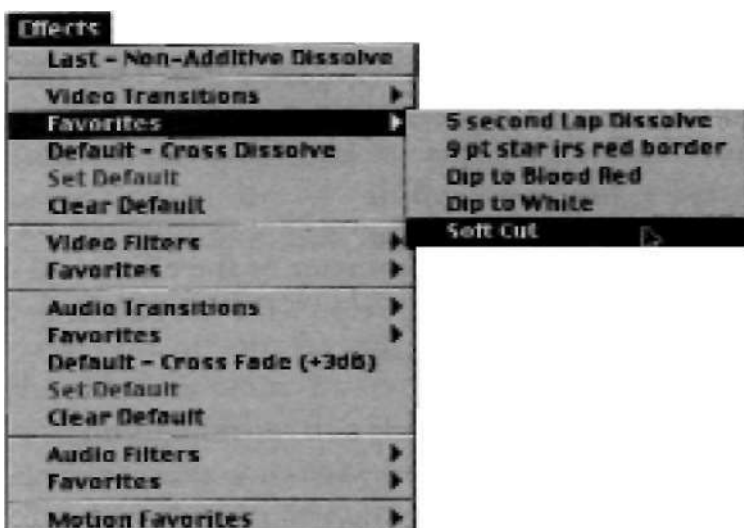 Effects
Last - Non-Additive Dissolve
Video Transitions
Favorites
Default - Cross Dissolve
Set Default
Clear Default
Video Filters
Favorites
Audio Transitions
Favorites
Default - Cross Fade (+3dB)
Set Default
Clear Default
Audio Filters
Favorites
Motion Favorites
5 second Lap Dissolve
9 pt star irs red border
Dip to Blood Red
Dip to White
Soft Cut